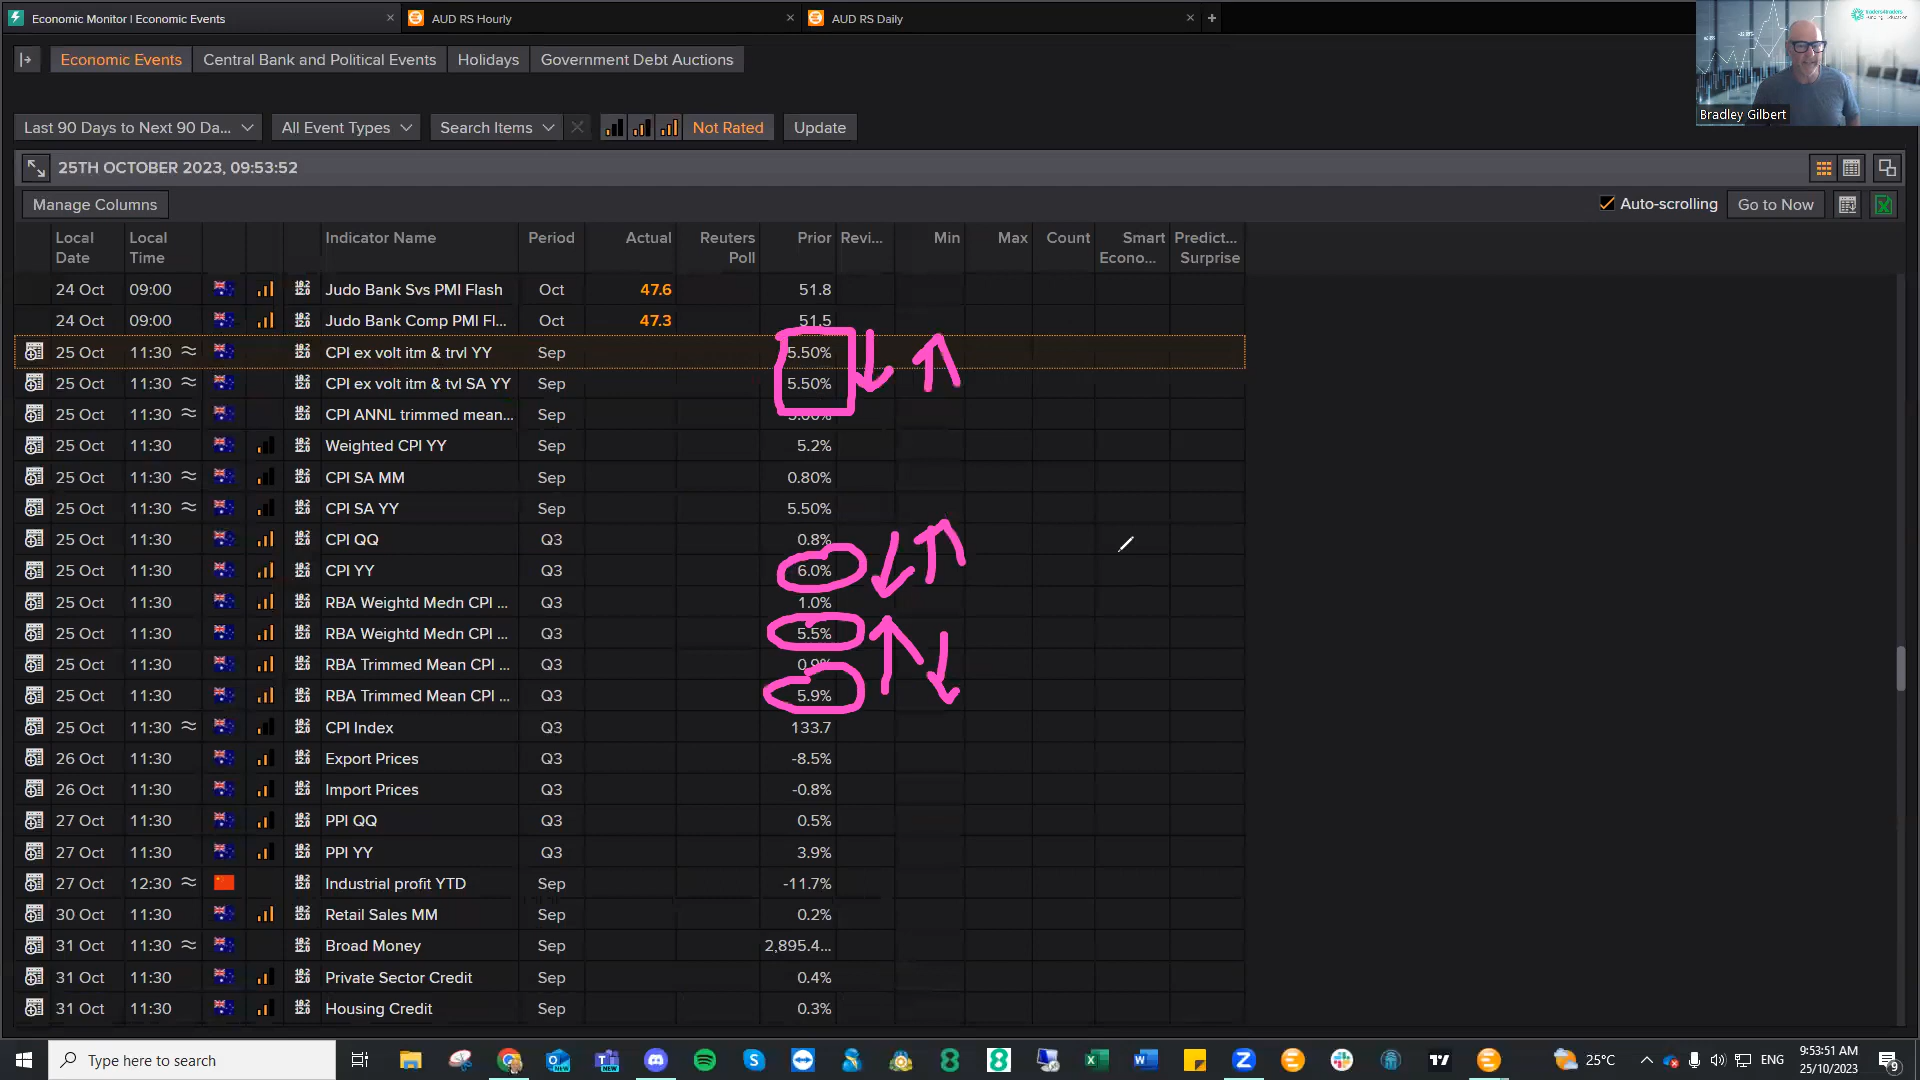 Economic Monitor | Economic Events
AUD RS Hourly
AUD RS Daily
traders4traders
Bradley Gilbert
Economic Events
Central Bank and Political Events
Holidays
Government Debt Auctions
Last 90 Days to Next 90 Da...
All Event Types
Search Items
Not Rated
Update
25TH OCTOBER 2023, 09:53:52
Manage Columns
Auto-scrolling
Go to Now
Local Date Local Time Indicator Name Period Actual Reuters Poll Prior Revi... Min Max Count Smart Econo... Predict... Surprise
24 Oct 09:00 Judo Bank Svs PMI Flash Oct 47.6 51.8
24 Oct 09:00 Judo Bank Comp PMI Fl... Oct 47.3 51.5
25 Oct 11:30 ≈ CPI ex volt itm & trvl YY Sep 5.50%
25 Oct 11:30 ≈ CPI ex volt itm & tvl SA YY Sep 5.50%
25 Oct 11:30 ≈ CPI ANNL trimmed mean... Sep
25 Oct 11:30 Weighted CPI YY Sep 5.2%
25 Oct 11:30 ≈ CPI SA MM Sep 0.80%
25 Oct 11:30 ≈ CPI SA YY Sep 5.50%
25 Oct 11:30 CPI QQ Q3 0.8%
25 Oct 11:30 CPI YY Q3 6.0%
25 Oct 11:30 RBA Weightd Medn CPI ... Q3 1.0%
25 Oct 11:30 RBA Weightd Medn CPI ... Q3 5.5%
25 Oct 11:30 RBA Trimmed Mean CPI ... Q3 0.9%
25 Oct 11:30 RBA Trimmed Mean CPI ... Q3 5.9%
25 Oct 11:30 ≈ CPI Index Q3 133.7
26 Oct 11:30 Export Prices Q3 -8.5%
26 Oct 11:30 Import Prices Q3 -0.8%
27 Oct 11:30 PPI QQ Q3 0.5%
27 Oct 11:30 PPI YY Q3 3.9%
27 Oct 12:30 ≈ Industrial profit YTD Sep -11.7%
30 Oct 11:30 Retail Sales MM Sep 0.2%
31 Oct 11:30 ≈ Broad Money Sep 2,895.4...
31 Oct 11:30 Private Sector Credit Sep 0.4%
31 Oct 11:30 Housing Credit Sep 0.3%
Type here to search
25°C
ENG
9:53:51 AM
25/10/2023
9